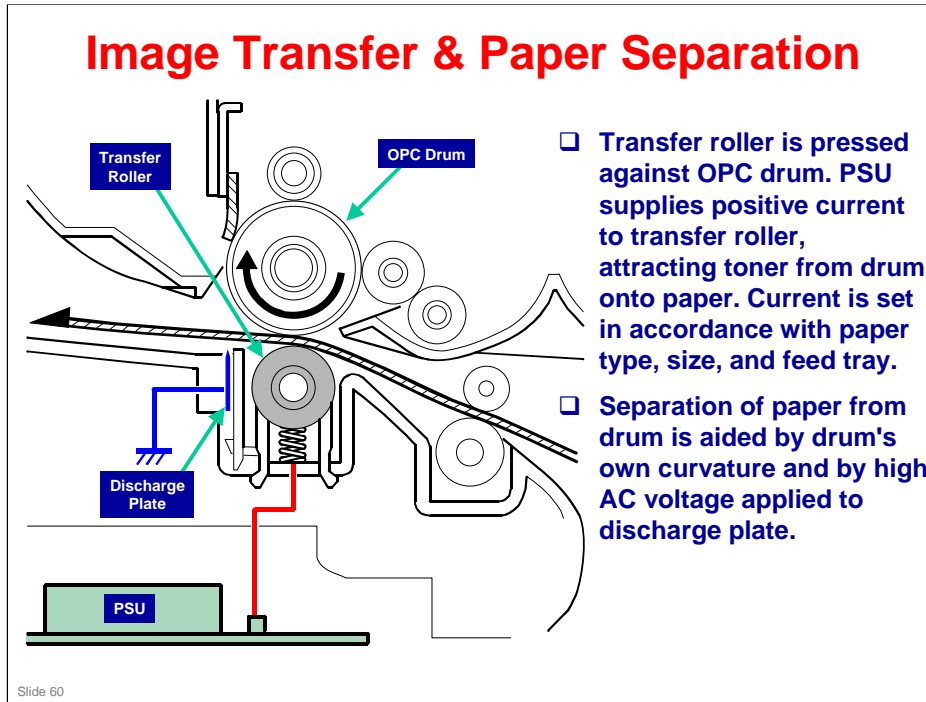 Image Transfer & Paper Separation
Transfer
Roller
OPC Drum
Discharge
Plate
PSU
❑ Transfer roller is pressed
against OPC drum. PSU
supplies positive current
to transfer roller,
attracting toner from drum
onto paper. Current is set
in accordance with paper
type, size, and feed tray.
❑ Separation of paper from
drum is aided by drum's
own curvature and by high
AC voltage applied to
discharge plate.
Slide 60